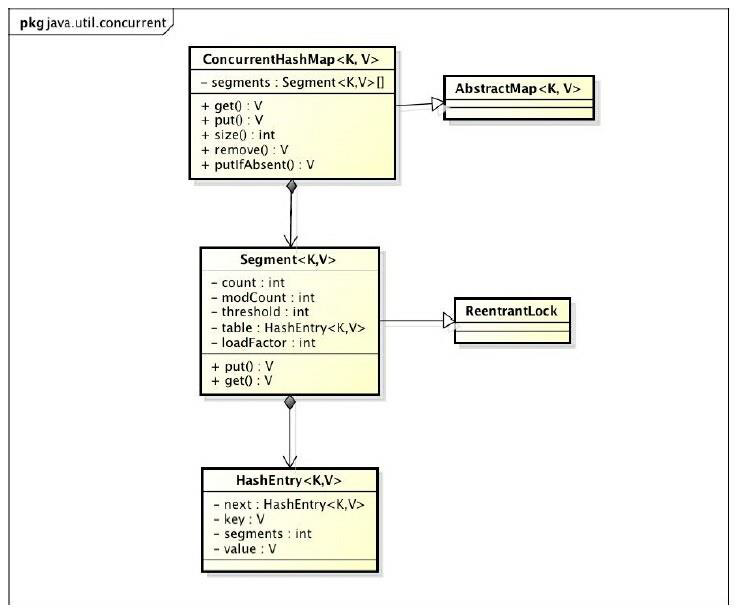 pkg java.util.concurrent
ConcurrentHashMap<K, V>
- segments : Segment<K,V>[]
+ get() : V
+ put() : V
+ size() : int
+ remove() : V
+ putIfAbsent() : V
AbstractMap<K, V>
Segment<K,V>
- count : int
- modCount : int
- threshold : int
- table : HashEntry<K,V>
- loadFactor : int
+ put() : V
+ get() : V
ReentrantLock
HashEntry<K,V>
- next : HashEntry<K,V>
- key : V
- segments : int
- value : V